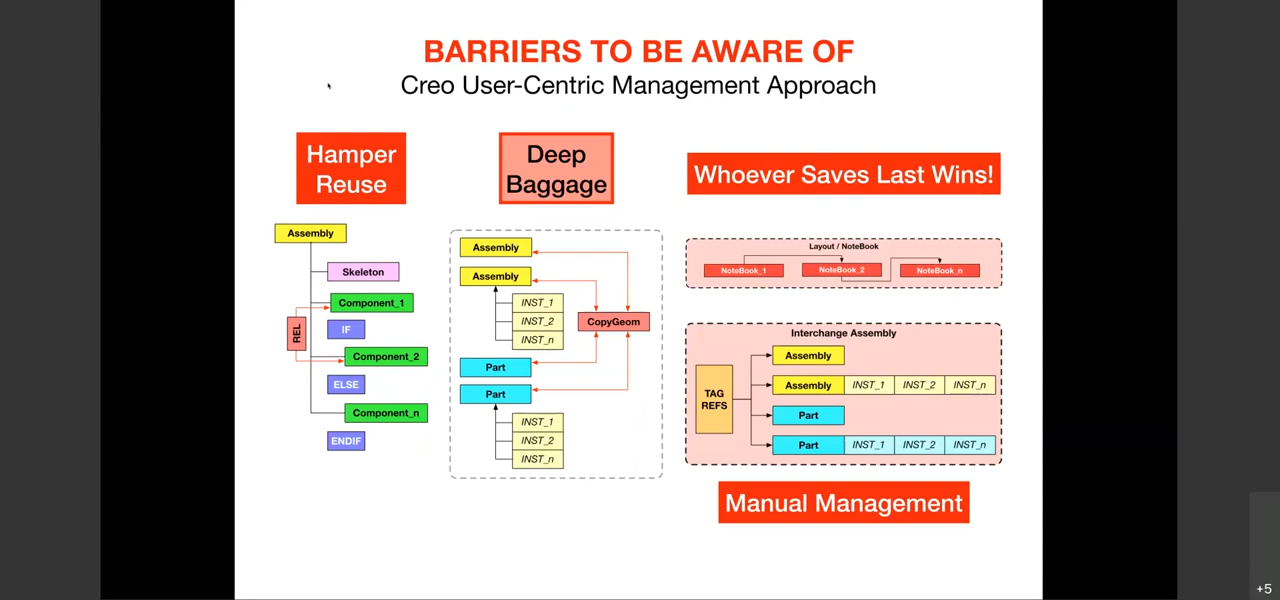 BARRIERS TO BE AWARE OF
Creo User-Centric Management Approach
Hamper
Reuse
Assembly
Skeleton
Component_1
REL
IF
Component_2
ELSE
Component_n
ENDIF
Deep
Baggage
Assembly
Assembly
INST_1
INST_2
INST_n
CopyGeom
Part
Part
INST_1
INST_2
INST_n
Whoever Saves Last Wins!
Layout / NoteBook
NoteBook_1 NoteBook_2 NoteBook_n
Interchange Assembly
TAG
REFS
Assembly
Assembly INST_1 INST_2 INST_n
Part
Part INST_1 INST_2 INST_n
Manual Management
+5